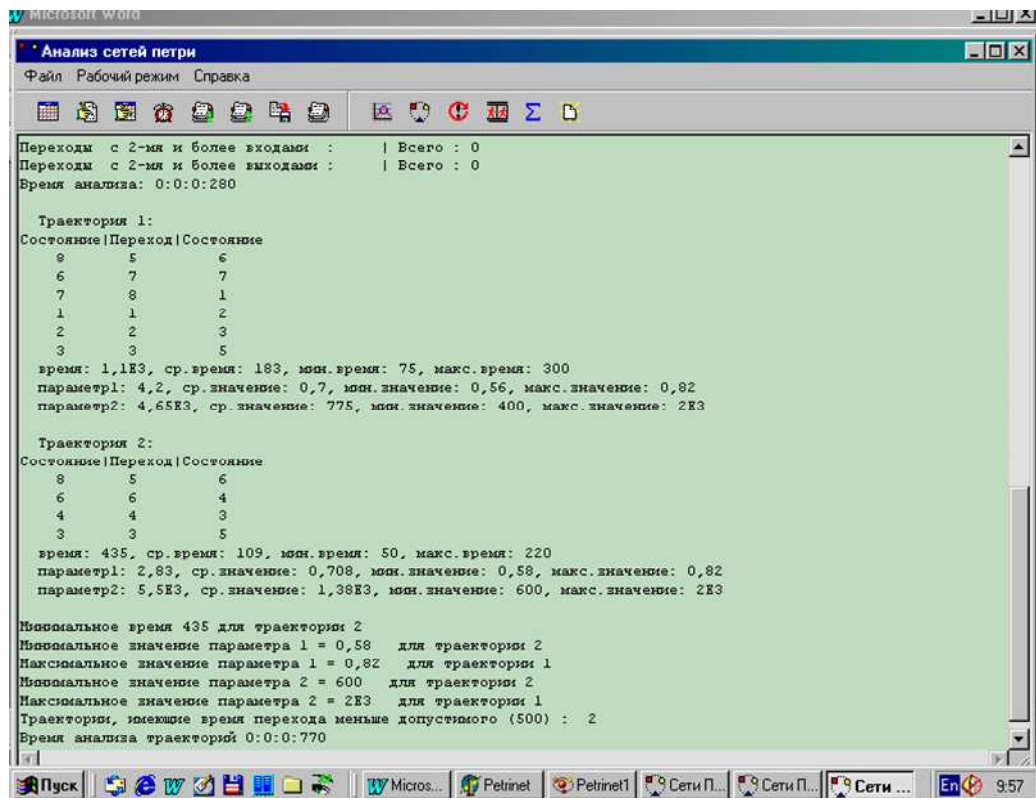 Microsoft Word
Анализ сетей петри
Файл Рабочий режим Справка
Переходы с 2-мя и более входами : | Всего : 0
Переходы с 2-мя и более выходами : | Всего : 0
Время анализа: 0:0:0:280
Траектория 1:
Состояние|Переход|Состояние
8 5 6
6 7 7
7 8 1
1 1 2
2 2 3
3 3 5
время: 1,1E3, ср.время: 183, мин.время: 75, макс.время: 300
параметр1: 4,2, ср.значение: 0,7, мин.значение: 0,56, макс.значение: 0,82
параметр2: 4,65E3, ср.значение: 775, мин.значение: 400, макс.значение: 2E3
Траектория 2:
Состояние|Переход|Состояние
8 5 6
6 6 4
4 4 3
3 3 5
время: 435, ср.время: 109, мин.время: 50, макс.время: 220
параметр1: 2,83, ср.значение: 0,708, мин.значение: 0,58, макс.значение: 0,82
параметр2: 5,5E3, ср.значение: 1,38E3, мин.значение: 600, макс.значение: 2E3
Минимальное время 435 для траектории 2
Минимальное значение параметра 1 = 0,58 для траектории 2
Максимальное значение параметра 1 = 0,82 для траектории 1
Минимальное значение параметра 2 = 600 для траектории 2
Максимальное значение параметра 2 = 2E3 для траектории 1
Траектории, имеющие время перехода меньше допустимого (500) : 2
Время анализа траекторий 0:0:0:770
Пуск Micros... Petrinet Petrinet1 Сети П... Сети П... Сети ... En 9:57